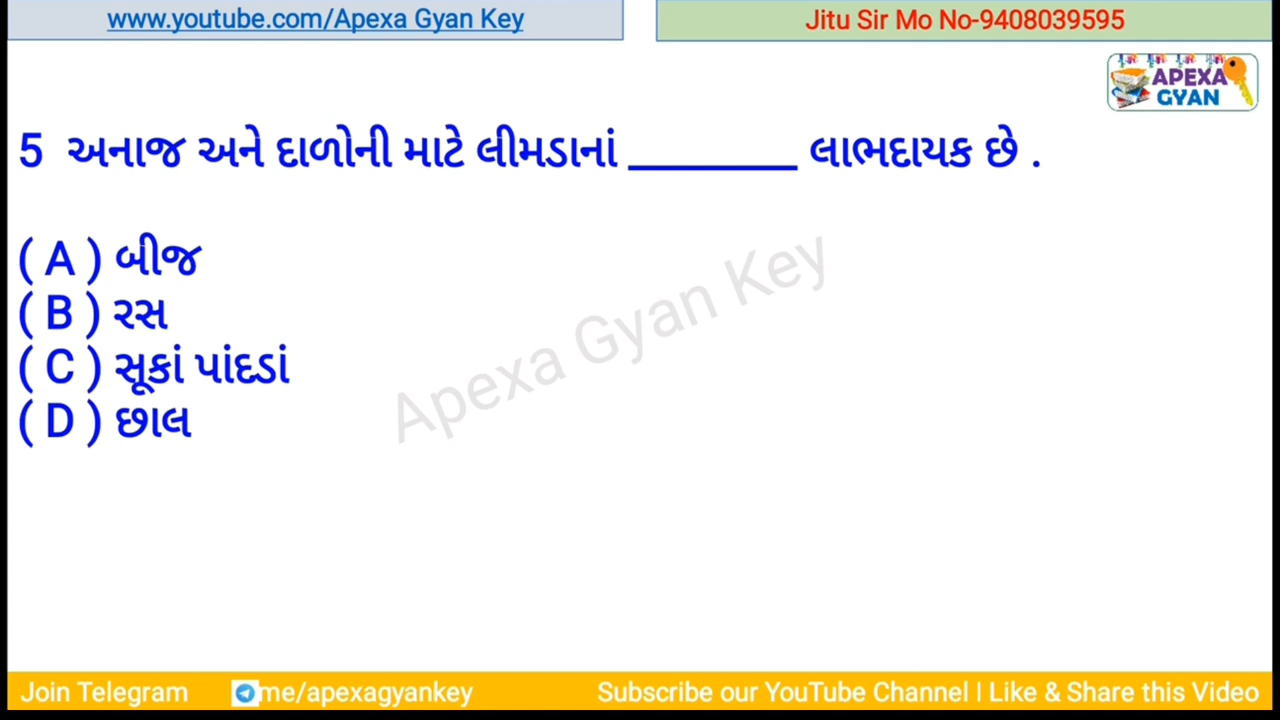 www.youtube.com/Apexa Gyan Key
Jitu Sir Mo No-9408039595
APEXA
GYAN
5 અનાજ અને દાળોની માટે લીમડાનાં ________ લાભદાયક છે .
( A ) બીજ
( B ) રસ
( C ) સૂકાં પાંદડાં
( D ) છાલ
Apexa Gyan Key
Join Telegram me/apexagyankey
Subscribe our YouTube Channel I Like & Share this Video